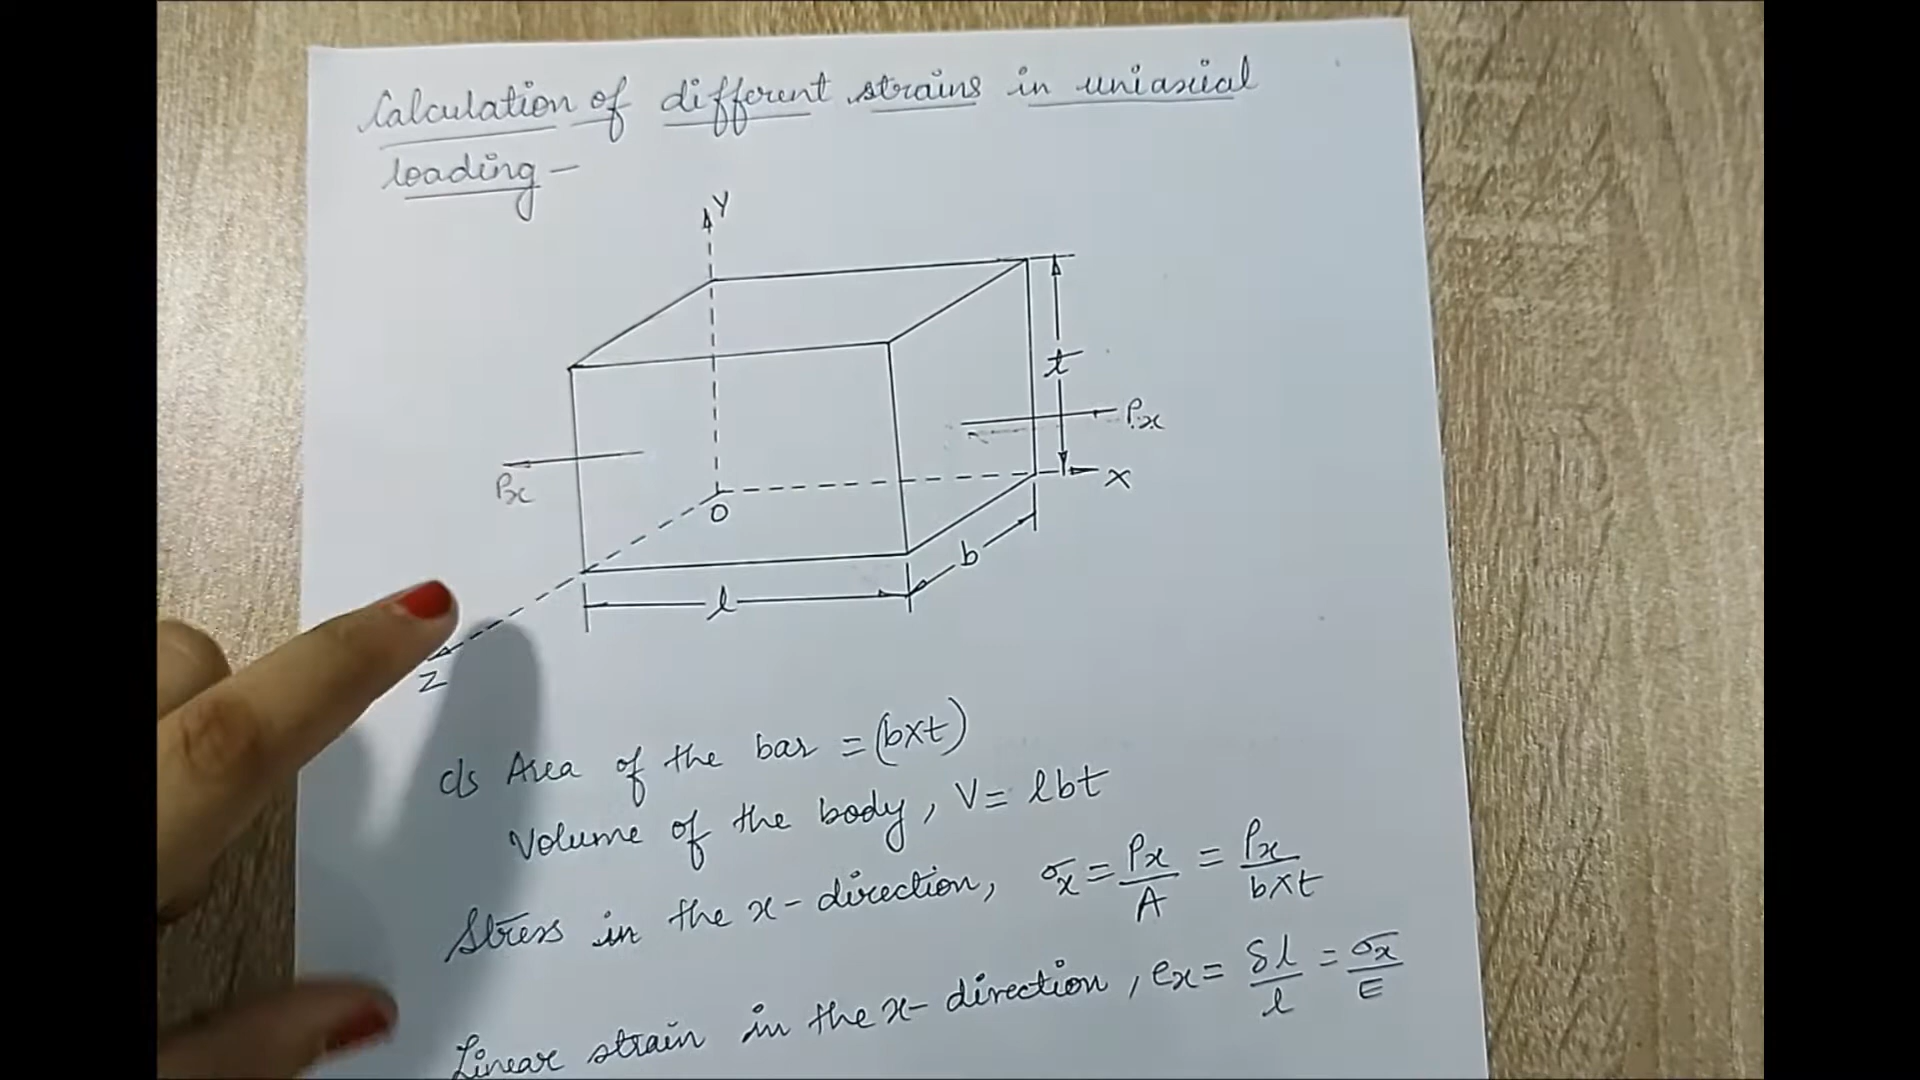 Calculation of different strains in uniaxial
loading –
Y
t
Px
Px
X
O
b
l
Z
c/s Area of the bar = (b×t)
Volume of the body, V = lbt
Stress in the x-direction, σx = Px/A = Px/b×t
Linear strain in the x-direction, ex = δl/l = σx/E